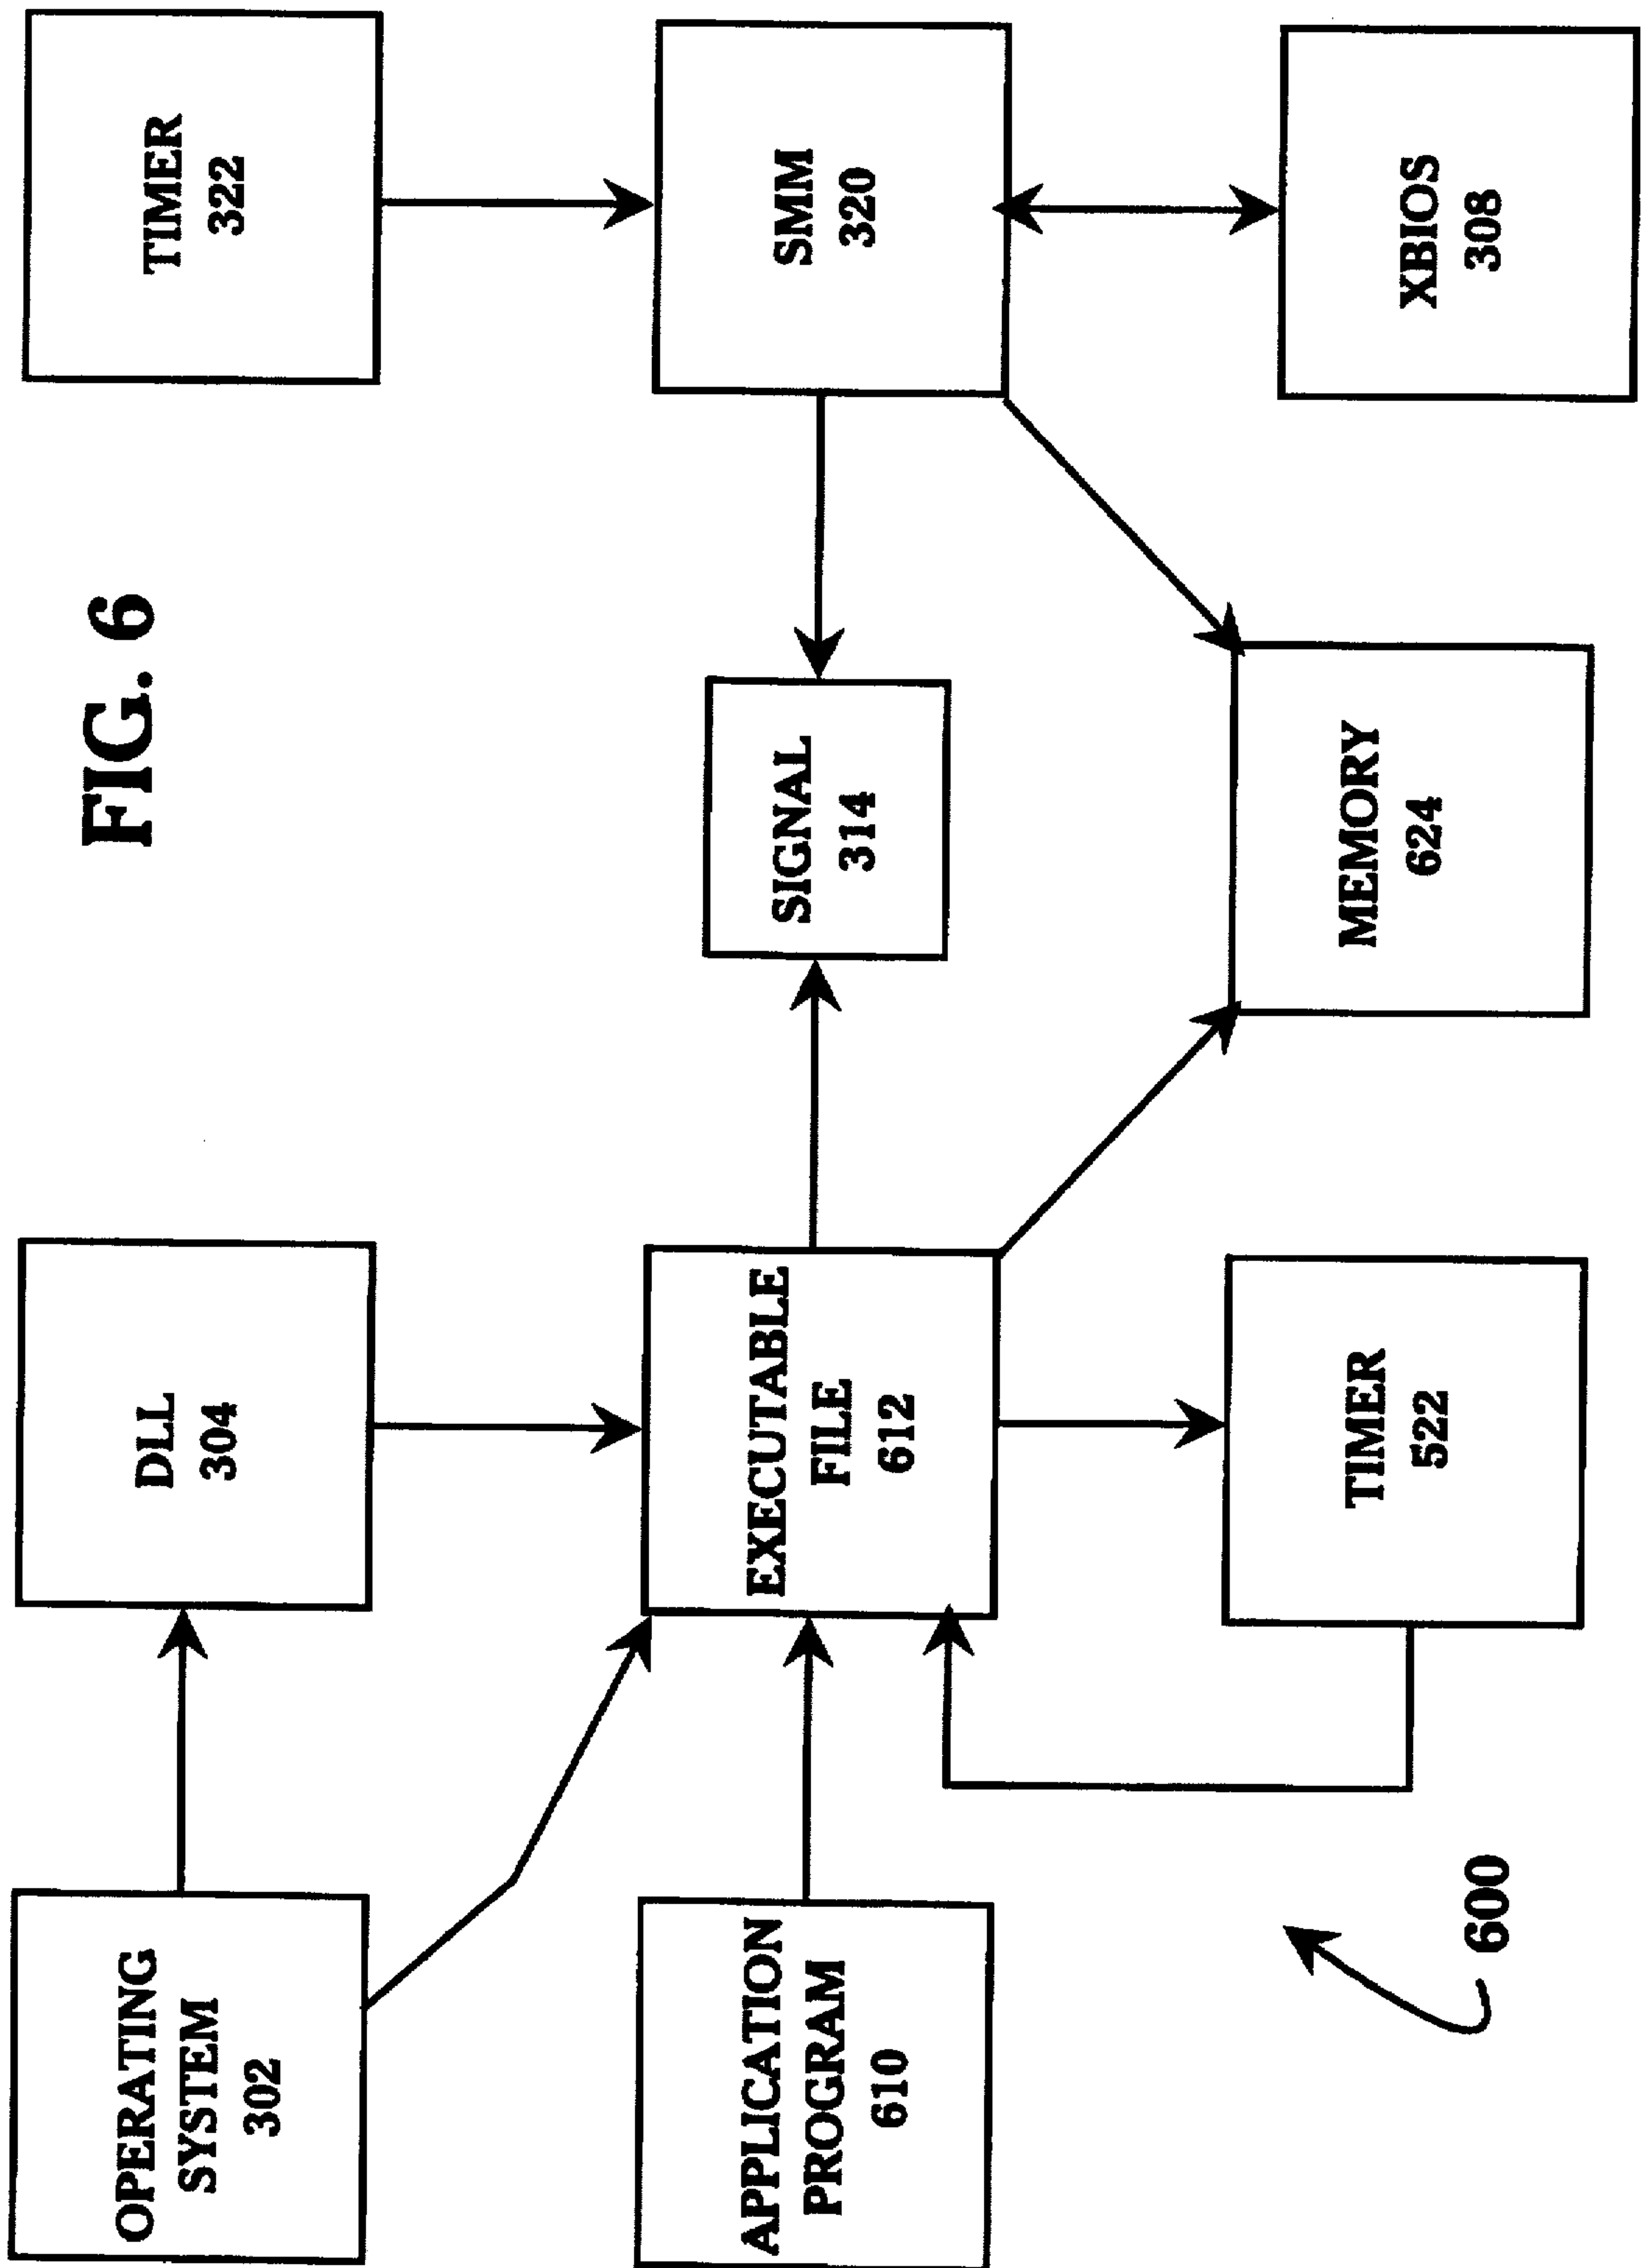 FIG. 6
OPERATING
SYSTEM
302
DLL
304
TIMER
322
APPLICATION
PROGRAM
610
EXECUTABLE
FILE
612
SIGNAL
314
SMM
320
TIMER
522
MEMORY
624
XBIOS
308
600